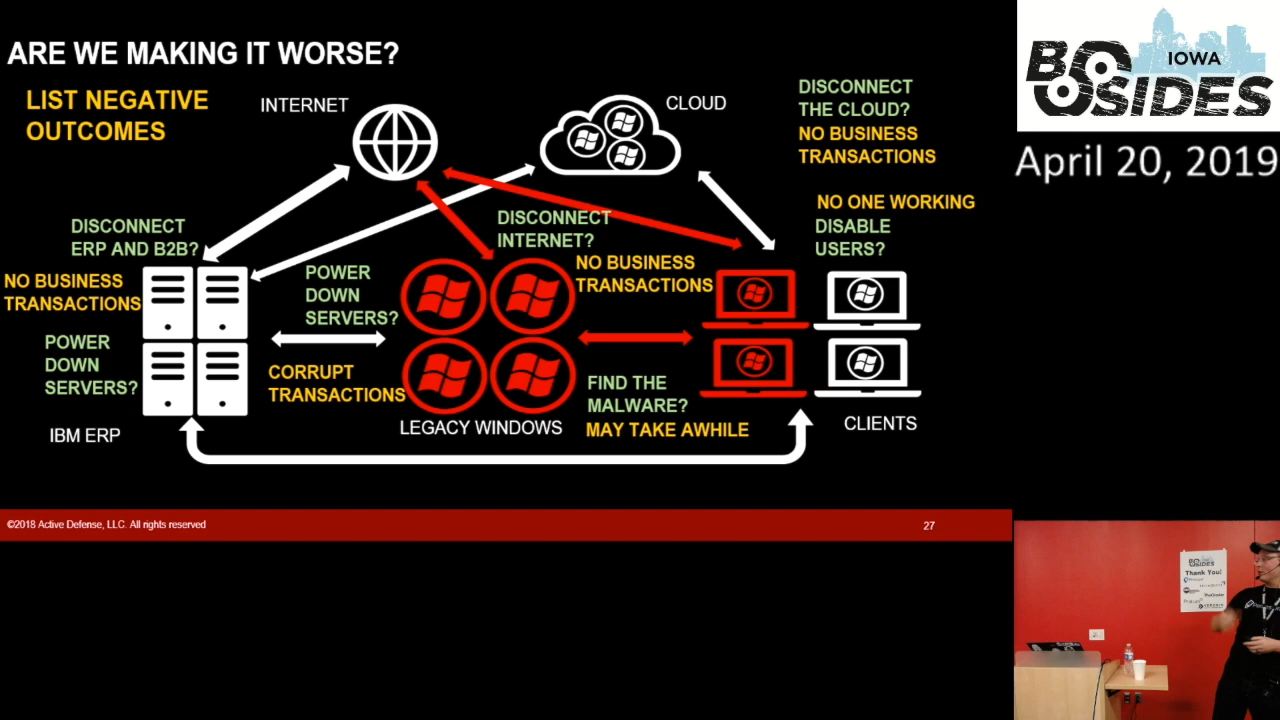 ARE WE MAKING IT WORSE?
LIST NEGATIVE
OUTCOMES
INTERNET
CLOUD
DISCONNECT
THE CLOUD?
NO BUSINESS
TRANSACTIONS
NO ONE WORKING
DISABLE
USERS?
DISCONNECT
ERP AND B2B?
NO BUSINESS
TRANSACTIONS
POWER
DOWN
SERVERS?
IBM ERP
POWER
DOWN
SERVERS?
CORRUPT
TRANSACTIONS
DISCONNECT
INTERNET?
NO BUSINESS
TRANSACTIONS
LEGACY WINDOWS
FIND THE
MALWARE?
MAY TAKE AWHILE
CLIENTS
©2018 Active Defense, LLC. All rights reserved
27
BSIDES
IOWA
April 20, 2019
BSIDES
Thank You!